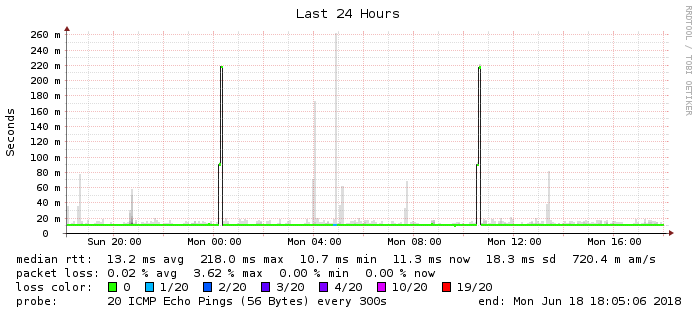 Last 24 Hours
RRDTOOL / TOBI OETIKER
Seconds
260 m
240 m
220 m
200 m
180 m
160 m
140 m
120 m
100 m
80 m
60 m
40 m
20 m
0
Sun 20:00 Mon 00:00 Mon 04:00 Mon 08:00 Mon 12:00 Mon 16:00
median rtt: 13.2 ms avg 218.0 ms max 10.7 ms min 11.3 ms now 18.3 ms sd 720.4 m am/s
packet loss: 0.02 % avg 3.62 % max 0.00 % min 0.00 % now
loss color: 0 1/20 2/20 3/20 4/20 10/20 19/20
probe: 20 ICMP Echo Pings (56 Bytes) every 300s end: Mon Jun 18 18:05:06 2018